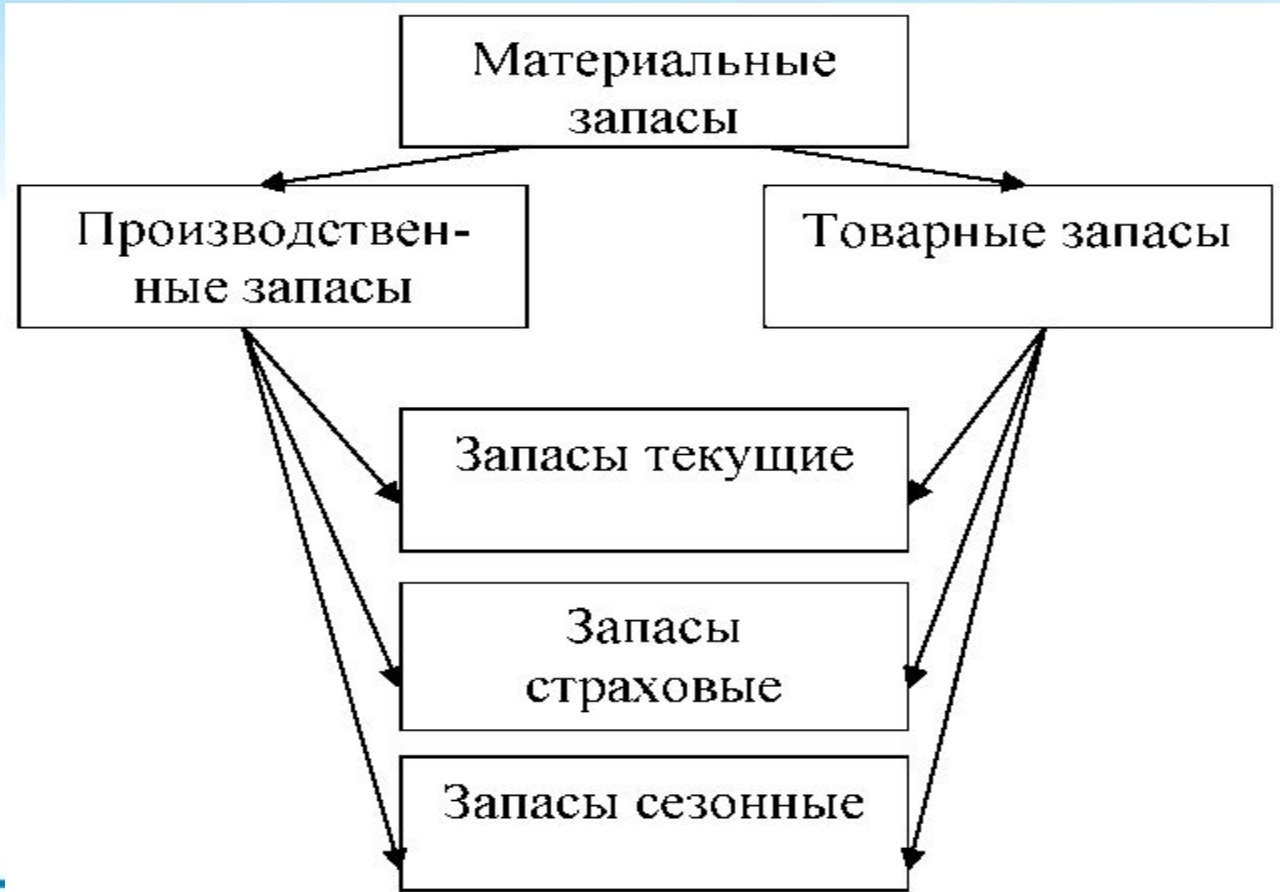 Материальные
запасы
Производствен-
ные запасы
Товарные запасы
Запасы текущие
Запасы
страховые
Запасы сезонные